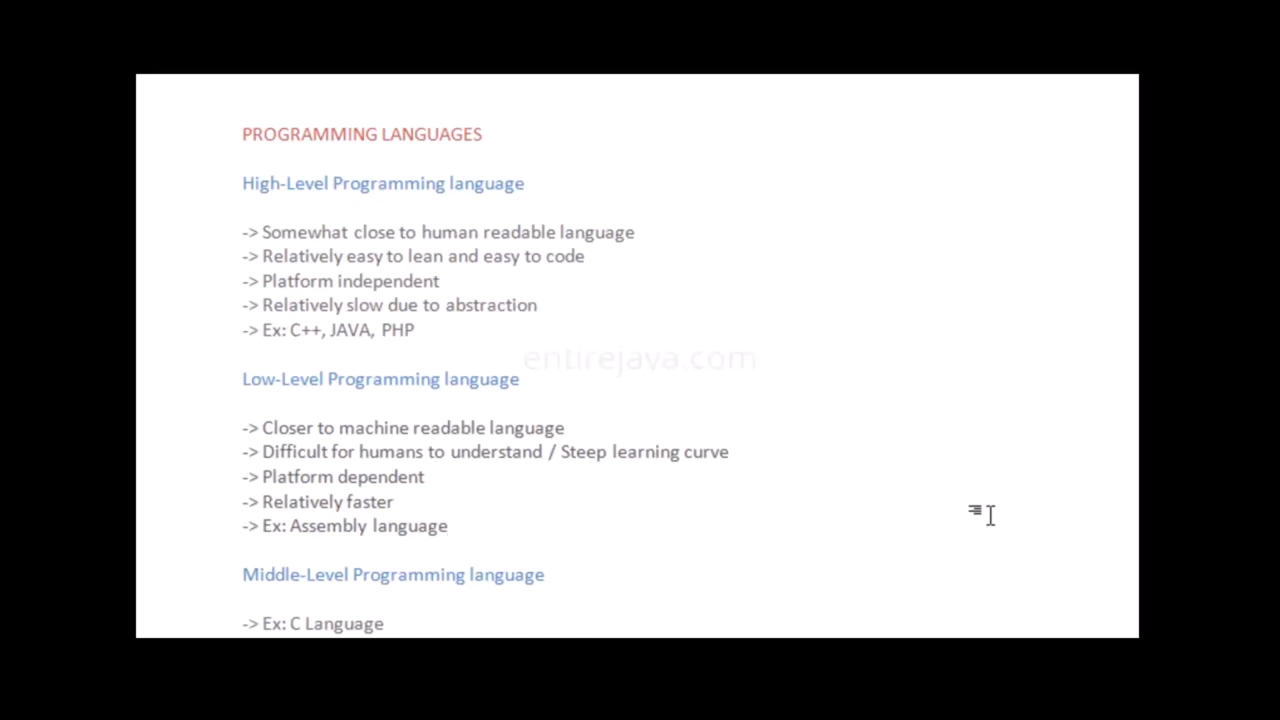 PROGRAMMING LANGUAGES
High-Level Programming language
-> Somewhat close to human readable language
-> Relatively easy to lean and easy to code
-> Platform independent
-> Relatively slow due to abstraction
-> Ex: C++, JAVA, PHP
entirejava.com
Low-Level Programming language
-> Closer to machine readable language
-> Difficult for humans to understand / Steep learning curve
-> Platform dependent
-> Relatively faster
-> Ex: Assembly language
Middle-Level Programming language
-> Ex: C Language